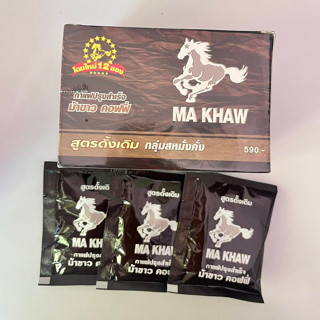 โฉมใหม่ 12 ซอง
กาแฟปรุงสำเร็จ
ม้าขาว คอฟฟี่
MA KHAW
สูตรดั้งเดิม กลุ่มสหมั่งคั่ง
590.-
สูตรดั้งเดิ
MA KHAW
กาแฟปรุงสำเร็จ
ม้าขาว คอฟฟี่
สูตรดั้งเดิ
MA KHAW
กาแฟปรุงสำเร็จ
ม้าขาว คอฟฟี่
สูตรดั้งเดิม
MA KHAW
กาแฟปรุงสำเร็จ
ม้าขาว คอฟฟี่